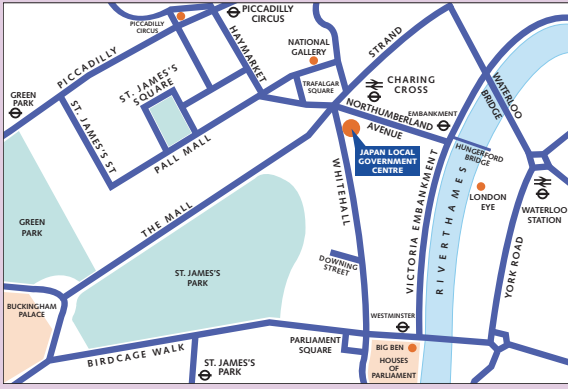 PICCADILLY
CIRCUS
PICCADILLY
CIRCUS
PICCADILLY
HAYMARKET
NATIONAL
GALLERY
STRAND
ST. JAMES'S
SQUARE
TRAFALGAR
SQUARE
CHARING
CROSS
GREEN
PARK
ST. JAMES'S ST
NORTHUMBERLAND
AVENUE
EMBANKMENT
WATERLOO
BRIDGE
PALL MALL
JAPAN LOCAL
GOVERNMENT
CENTRE
HUNGERFORD
BRIDGE
WHITEHALL
THE MALL
LONDON
EYE
WATERLOO
STATION
GREEN
PARK
VICTORIA EMBANKMENT
RIVERTHAMES
YORK ROAD
DOWNING
STREET
ST. JAMES'S
PARK
BUCKINGHAM
PALACE
WESTMINSTER
PARLIAMENT
SQUARE
BIG BEN
HOUSES
OF
PARLIAMENT
BIRDCAGE WALK
ST. JAMES'S
PARK